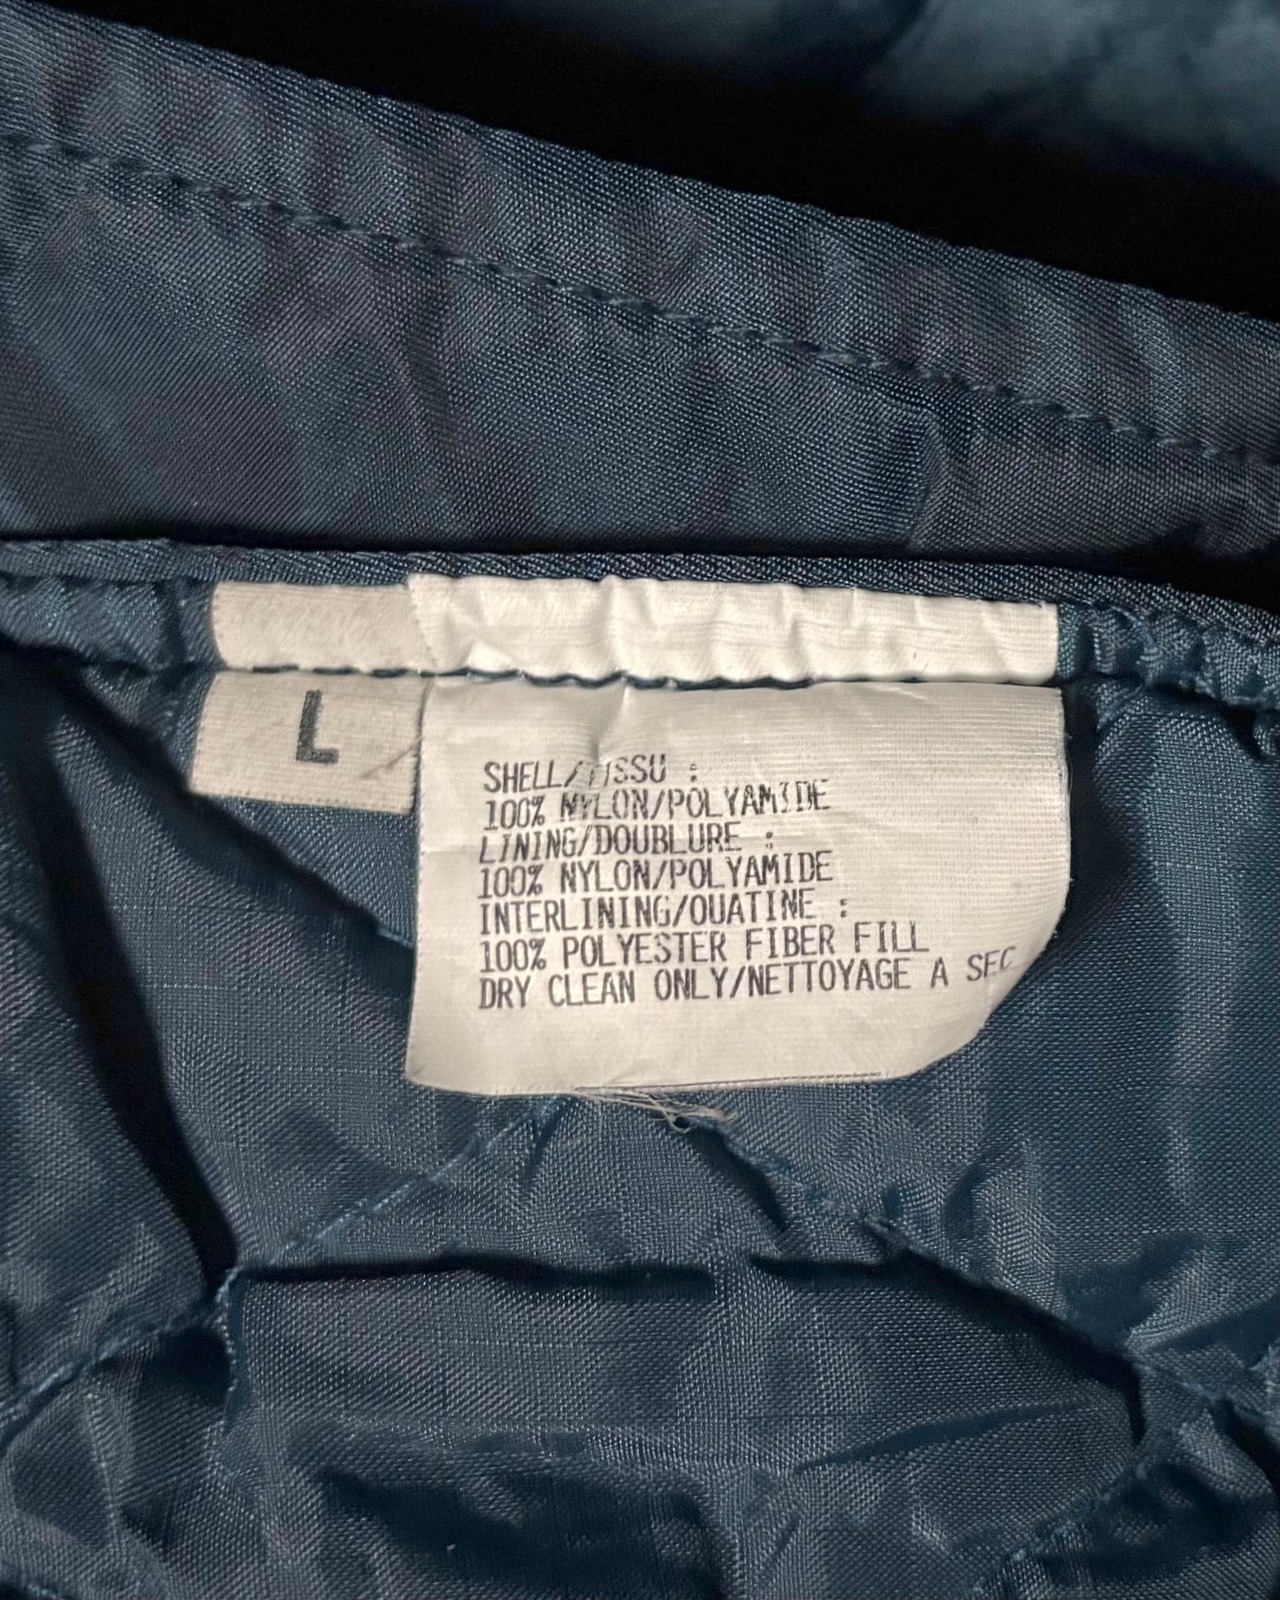 L
SHELL/TISSU :
100% NYLON/POLYAMIDE
LINING/DOUBLURE :
100% NYLON/POLYAMIDE
INTERLINING/OUATINE :
100% POLYESTER FIBER FILL
DRY CLEAN ONLY/NETTOYAGE A SEC